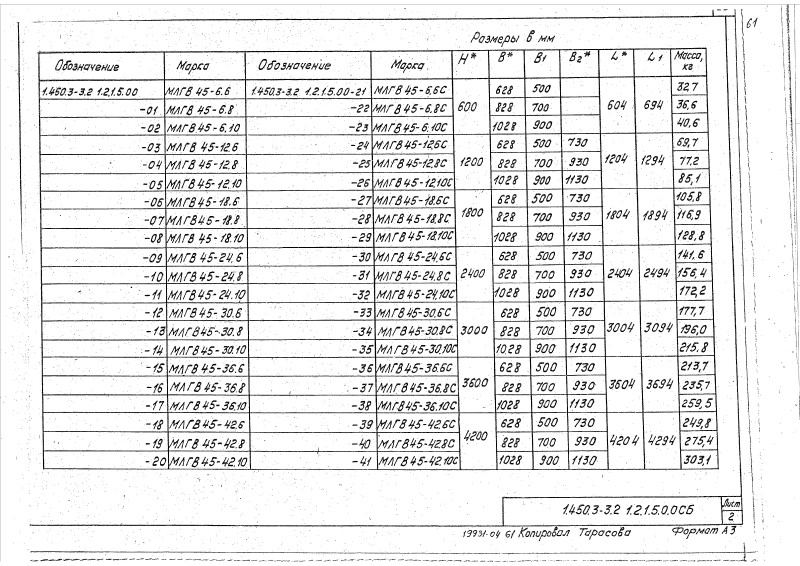 61
Размеры в мм
Обозначение Марка Обозначение Марка H* B* B1 B2* L* L1 Масса, кг
1.450.3-3.2 1.2.1.5.00 МЛГВ 45-6.6 1.450.3-3.2 1.2.1.5.00-21 МЛГВ 45-6.6С 600 628 500 604 694 32,7
-01 МЛГВ 45-6.8 -22 МЛГВ 45-6.8С 828 700 36,6
-02 МЛГВ 45-6.10 -23 МЛГВ 45-6.10С 1028 900 40,6
-03 МЛГВ 45-12.6 -24 МЛГВ 45-12.6С 1200 628 500 730 1204 1294 69,7
-04 МЛГВ 45-12.8 -25 МЛГВ 45-12.8С 828 700 930 77,2
-05 МЛГВ 45-12.10 -26 МЛГВ 45-12.10С 1028 900 1130 85,1
-06 МЛГВ 45-18.6 -27 МЛГВ 45-18.6С 1800 628 500 730 1804 1894 105,8
-07 МЛГВ 45-18.8 -28 МЛГВ 45-18.8С 828 700 930 116,9
-08 МЛГВ 45-18.10 -29 МЛГВ 45-18.10С 1028 900 1130 128,8
-09 МЛГВ 45-24.6 -30 МЛГВ 45-24.6С 2400 628 500 730 2404 2494 141,6
-10 МЛГВ 45-24.8 -31 МЛГВ 45-24.8С 828 700 930 156,4
-11 МЛГВ 45-24.10 -32 МЛГВ 45-24.10С 1028 900 1130 172,2
-12 МЛГВ 45-30.6 -33 МЛГВ 45-30.6С 3000 628 500 730 3004 3094 177,7
-13 МЛГВ 45-30.8 -34 МЛГВ 45-30.8С 828 700 930 196,0
-14 МЛГВ 45-30.10 -35 МЛГВ 45-30.10С 1028 900 1130 215,8
-15 МЛГВ 45-36.6 -36 МЛГВ 45-36.6С 3600 628 500 730 3604 3694 213,7
-16 МЛГВ 45-36.8 -37 МЛГВ 45-36.8С 828 700 930 235,7
-17 МЛГВ 45-36.10 -38 МЛГВ 45-36.10С 1028 900 1130 259,5
-18 МЛГВ 45-42.6 -39 МЛГВ 45-42.6С 4200 628 500 730 4204 4294 249,8
-19 МЛГВ 45-42.8 -40 МЛГВ 45-42.8С 828 700 930 275,4
-20 МЛГВ 45-42.10 -41 МЛГВ 45-42.10С 1028 900 1130 303,1
1.450.3-3.2 1.2.1.5.0.0СБ Лист
2
19931-04 61 Копировал Тарасова Формат А3